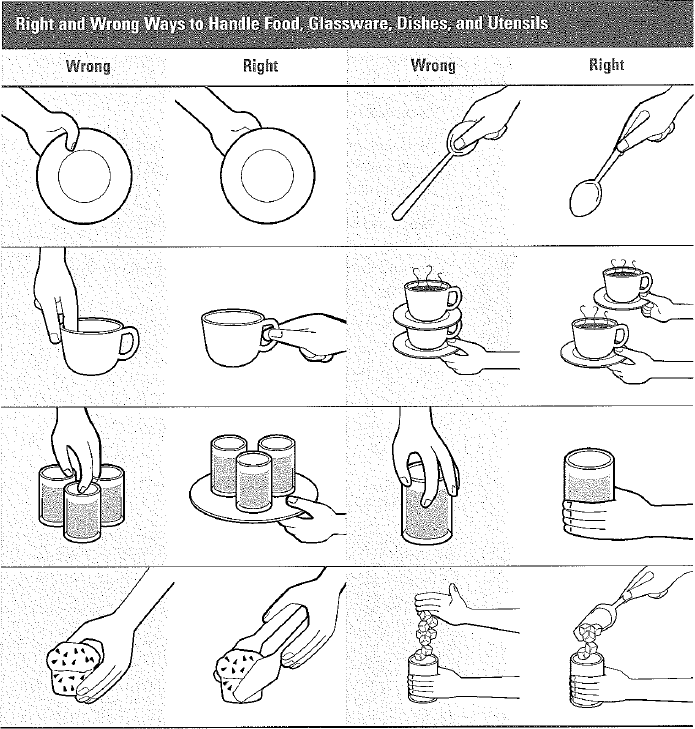 Right and Wrong Ways to Handle Food, Glassware, Dishes, and Utensils
Wrong Right Wrong Right